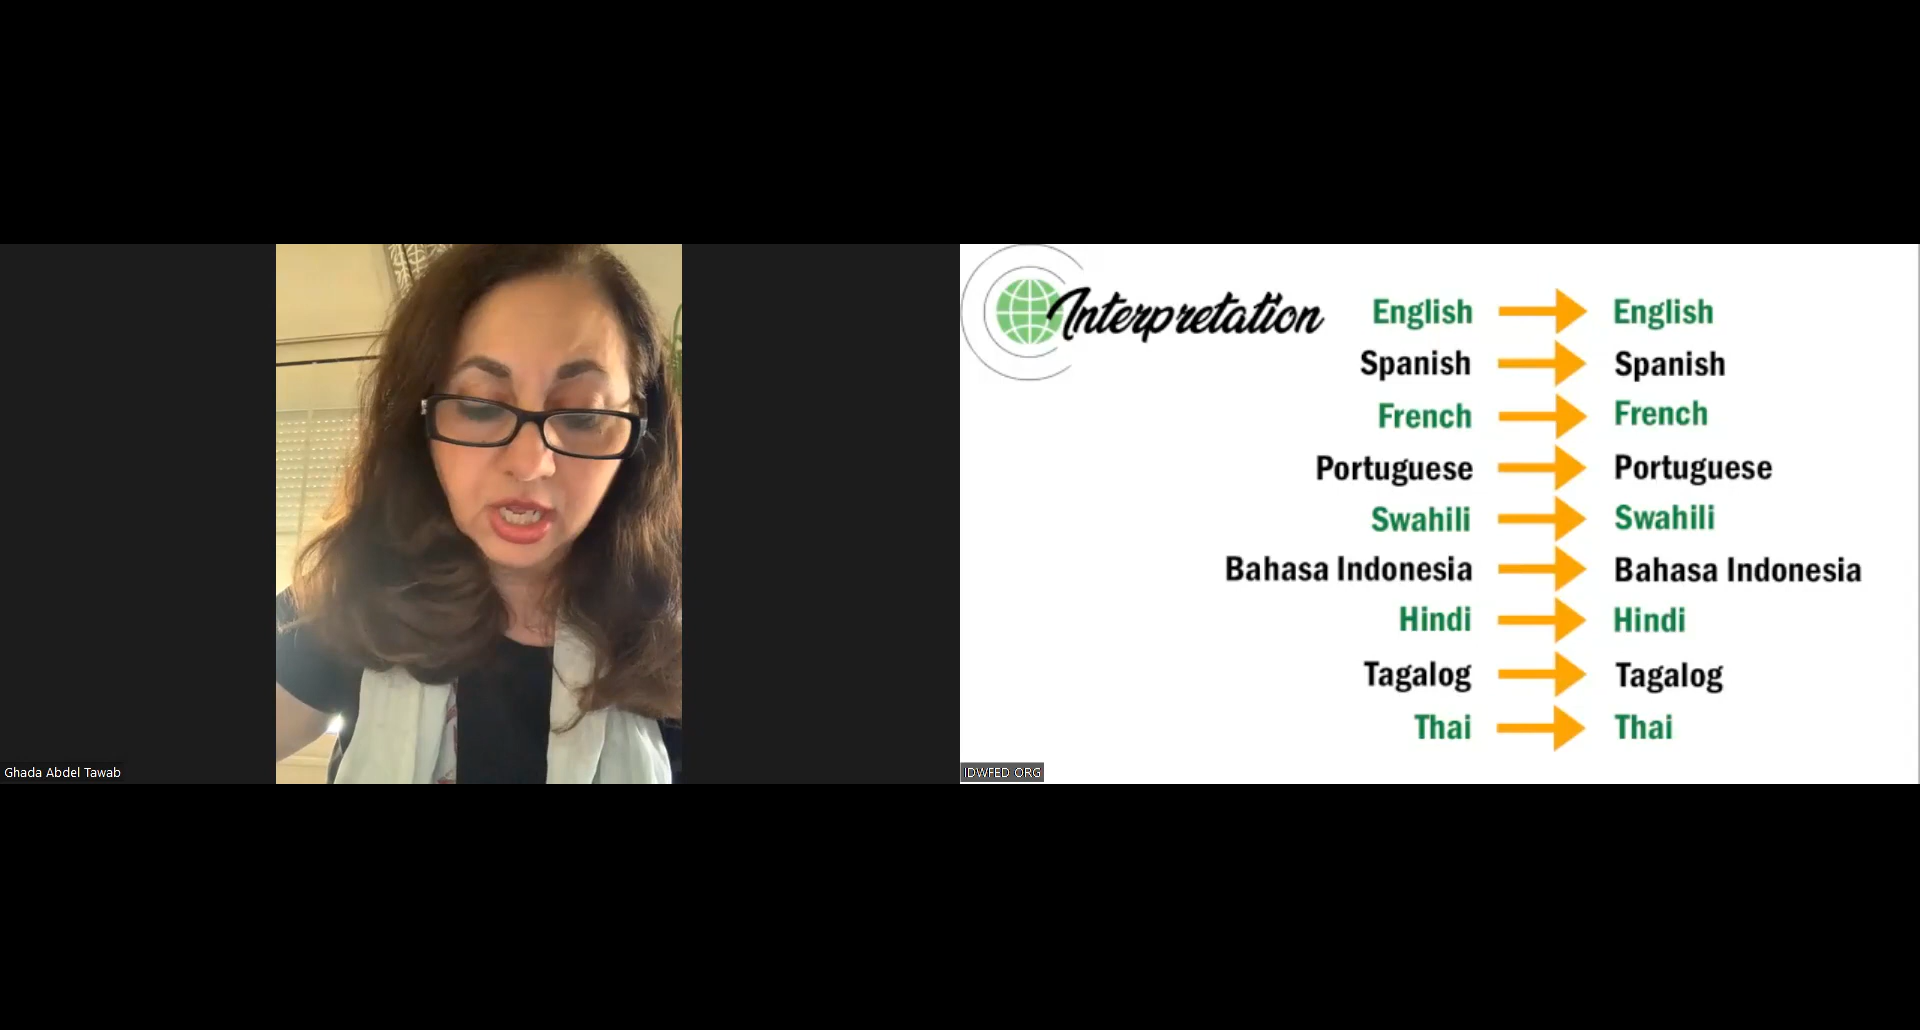 Interpretation
English English
Spanish Spanish
French French
Portuguese Portuguese
Swahili Swahili
Bahasa Indonesia Bahasa Indonesia
Hindi Hindi
Tagalog Tagalog
Thai Thai
Ghada Abdel Tawab
IDWFED ORG